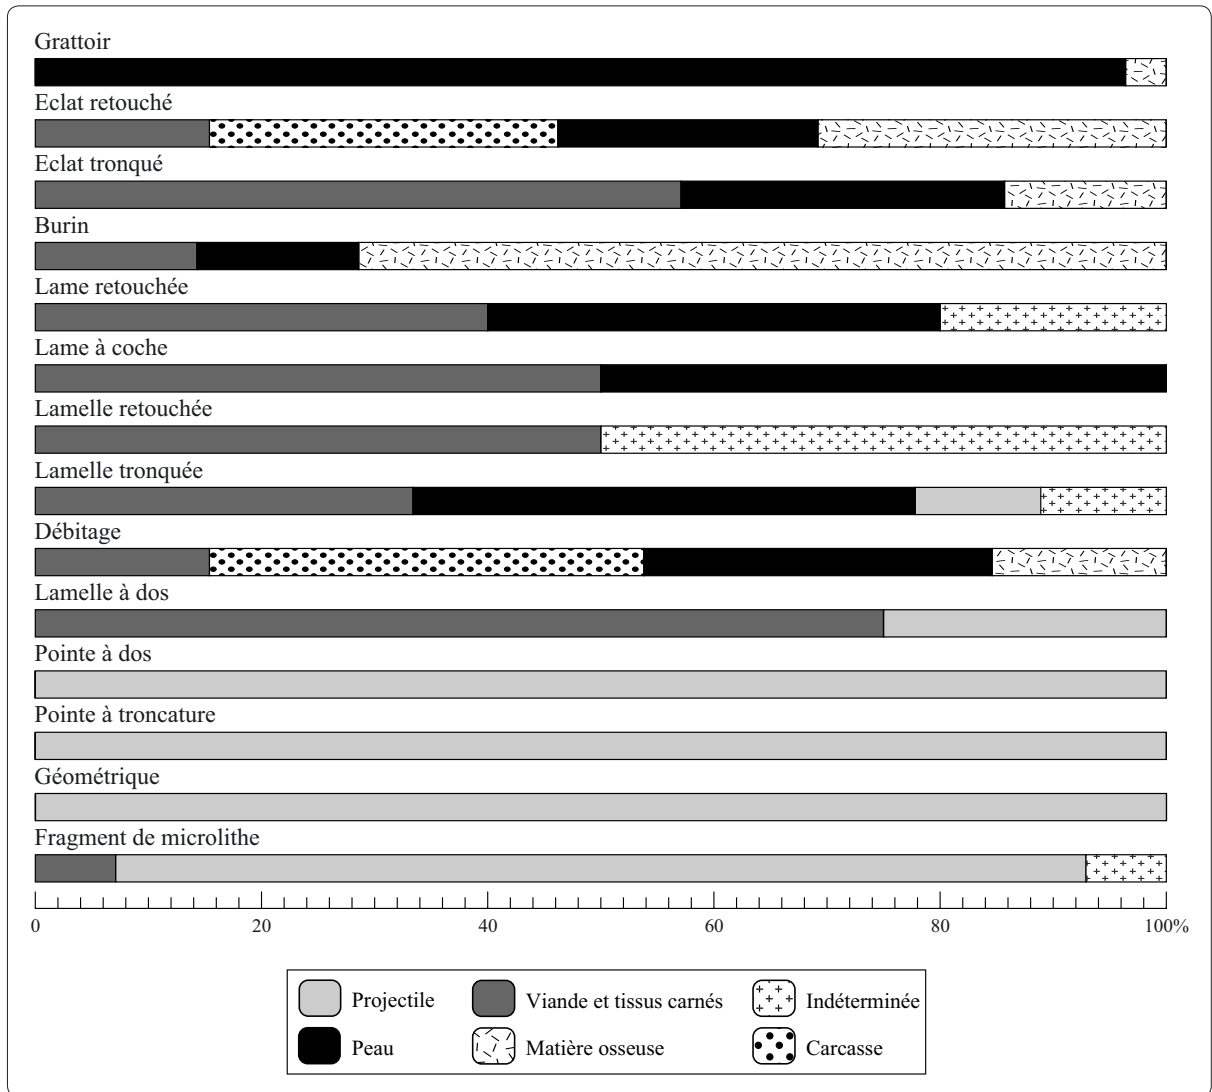 Grattoir
Eclat retouché
Eclat tronqué
Burin
Lame retouchée
Lame à coche
Lamelle retouchée
Lamelle tronquée
Débitage
Lamelle à dos
Pointe à dos
Pointe à troncature
Géométrique
Fragment de microlithe
0 20 40 60 80 100%
Projectile Viande et tissus carnés Indéterminée
Peau Matière osseuse Carcasse